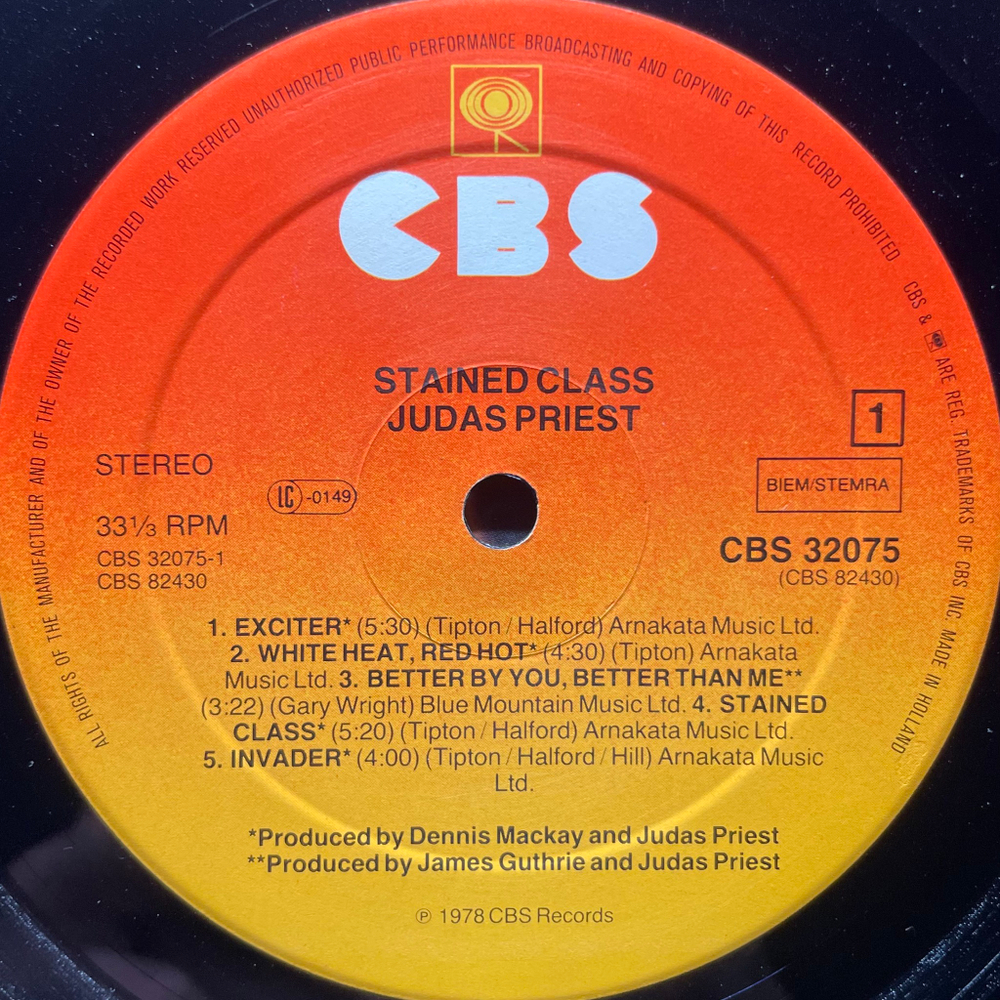 ALL RIGHTS OF THE MANUFACTURER AND OF THE OWNER OF THE RECORDED WORK RESERVED UNAUTHORIZED PUBLIC PERFORMANCE BROADCASTING AND COPYING OF THIS RECORD PROHIBITED
CBS & ARE REG. TRADEMARKS OF CBS INC. MADE IN HOLLAND
CBS
STAINED CLASS
JUDAS PRIEST
1
STEREO
LC -0149
BIEM/STEMRA
33⅓ RPM
CBS 32075-1
CBS 82430
CBS 32075
(CBS 82430)
1. EXCITER* (5:30) (Tipton / Halford) Arnakata Music Ltd.
2. WHITE HEAT, RED HOT* (4:30) (Tipton) Arnakata
Music Ltd. 3. BETTER BY YOU, BETTER THAN ME**
(3:22) (Gary Wright) Blue Mountain Music Ltd. 4. STAINED
CLASS* (5:20) (Tipton / Halford) Arnakata Music Ltd.
5. INVADER* (4:00) (Tipton / Halford / Hill) Arnakata Music
Ltd.
*Produced by Dennis Mackay and Judas Priest
**Produced by James Guthrie and Judas Priest
℗ 1978 CBS Records